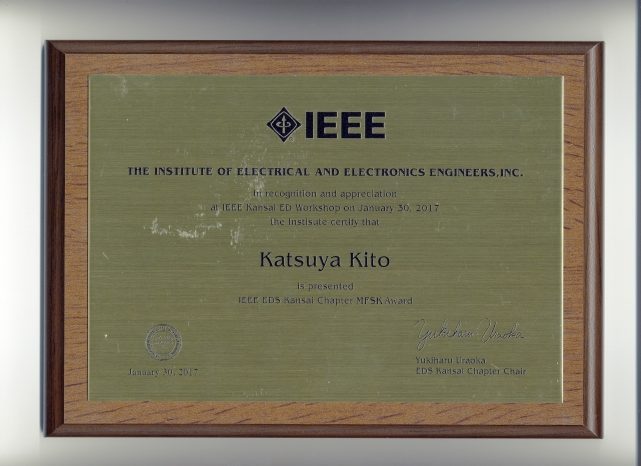 IEEE
THE INSTITUTE OF ELECTRICAL AND ELECTRONICS ENGINEERS,INC.
In recognition and appreciation
at IEEE Kansai ED Workshop on January 30, 2017
the Institute certify that
Katsuya Kito
is presented
IEEE EDS Kansai Chapter MFSK Award
Yukiharu Uraoka
Yukiharu Uraoka
January 30, 2017
EDS Kansai Chapter Chair